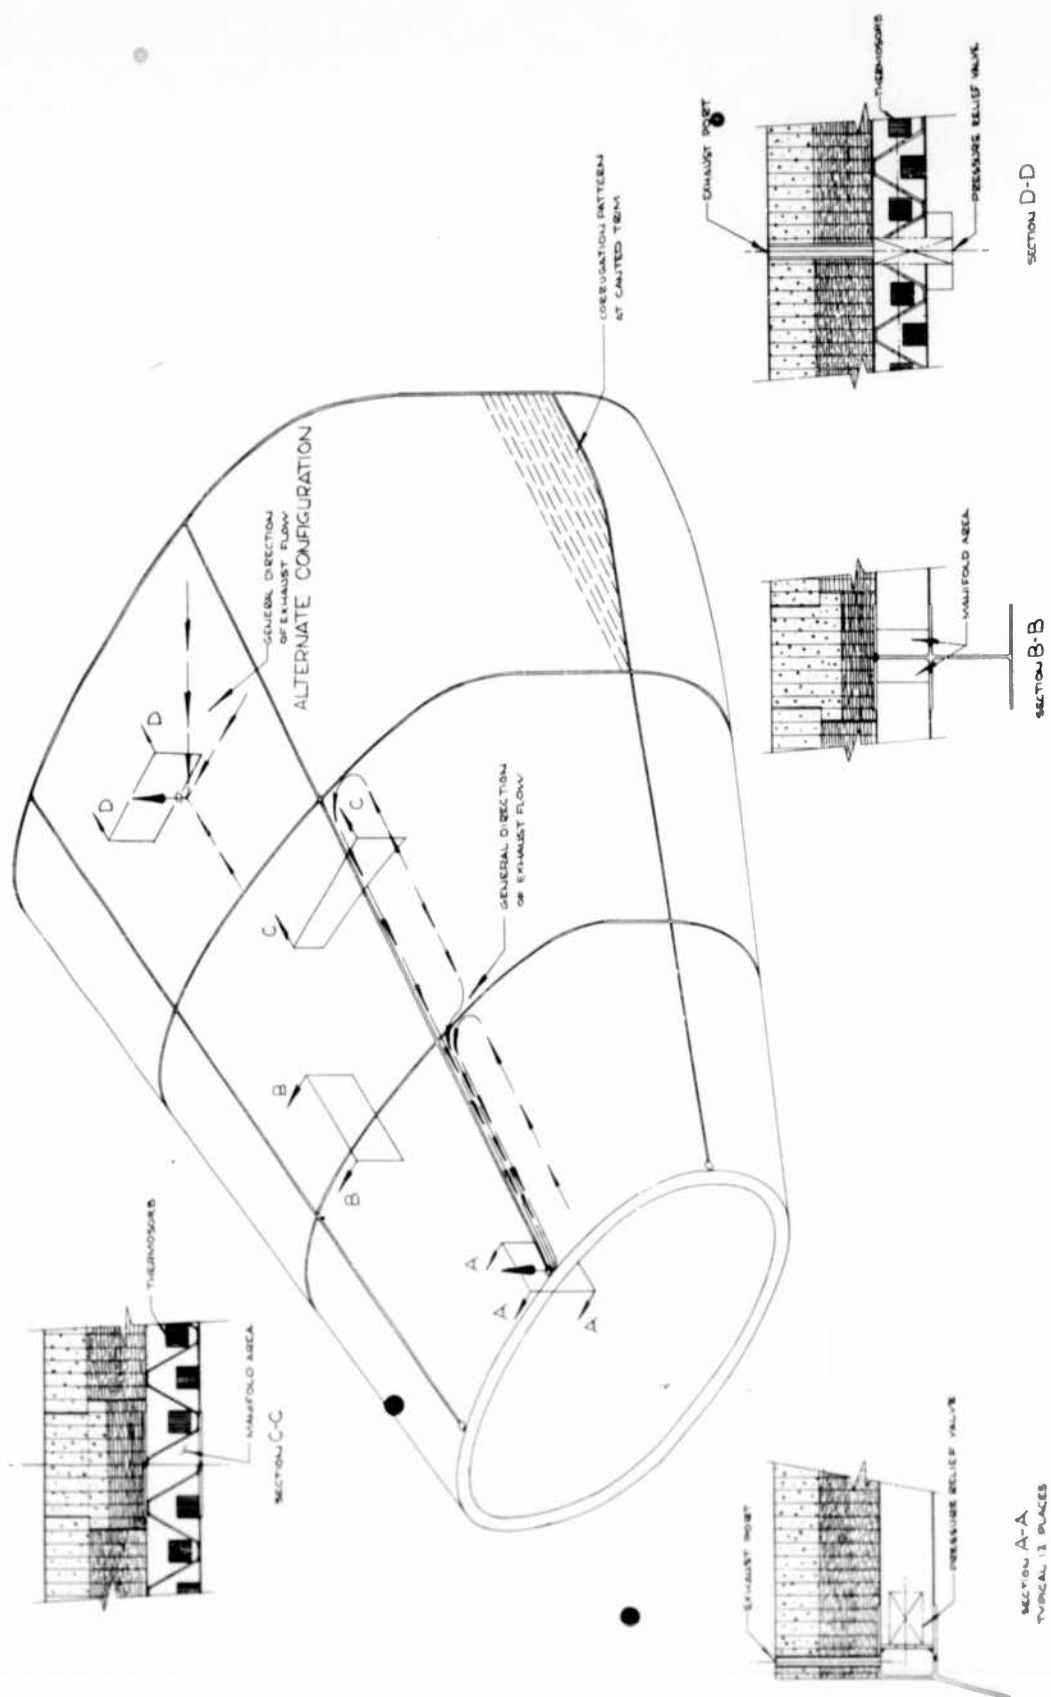 EXHAUST PORT
THERMOSORB
PRESSURE RELIEF VALVE
SECTION D-D
CORRUGATION PATTERN
AT CANTED TRIM
GENERAL DIRECTION
OF EXHAUST FLOW
ALTERNATE CONFIGURATION
D
D
C
C
GENERAL DIRECTION
OF EXHAUST FLOW
B
B
A
A
A
MANIFOLD AREA
SECTION B-B
THERMOSORB
MANIFOLD AREA
SECTION C-C
EXHAUST PORT
PRESSURE RELIEF VALVE
SECTION A-A
TYPICAL 12 PLACES